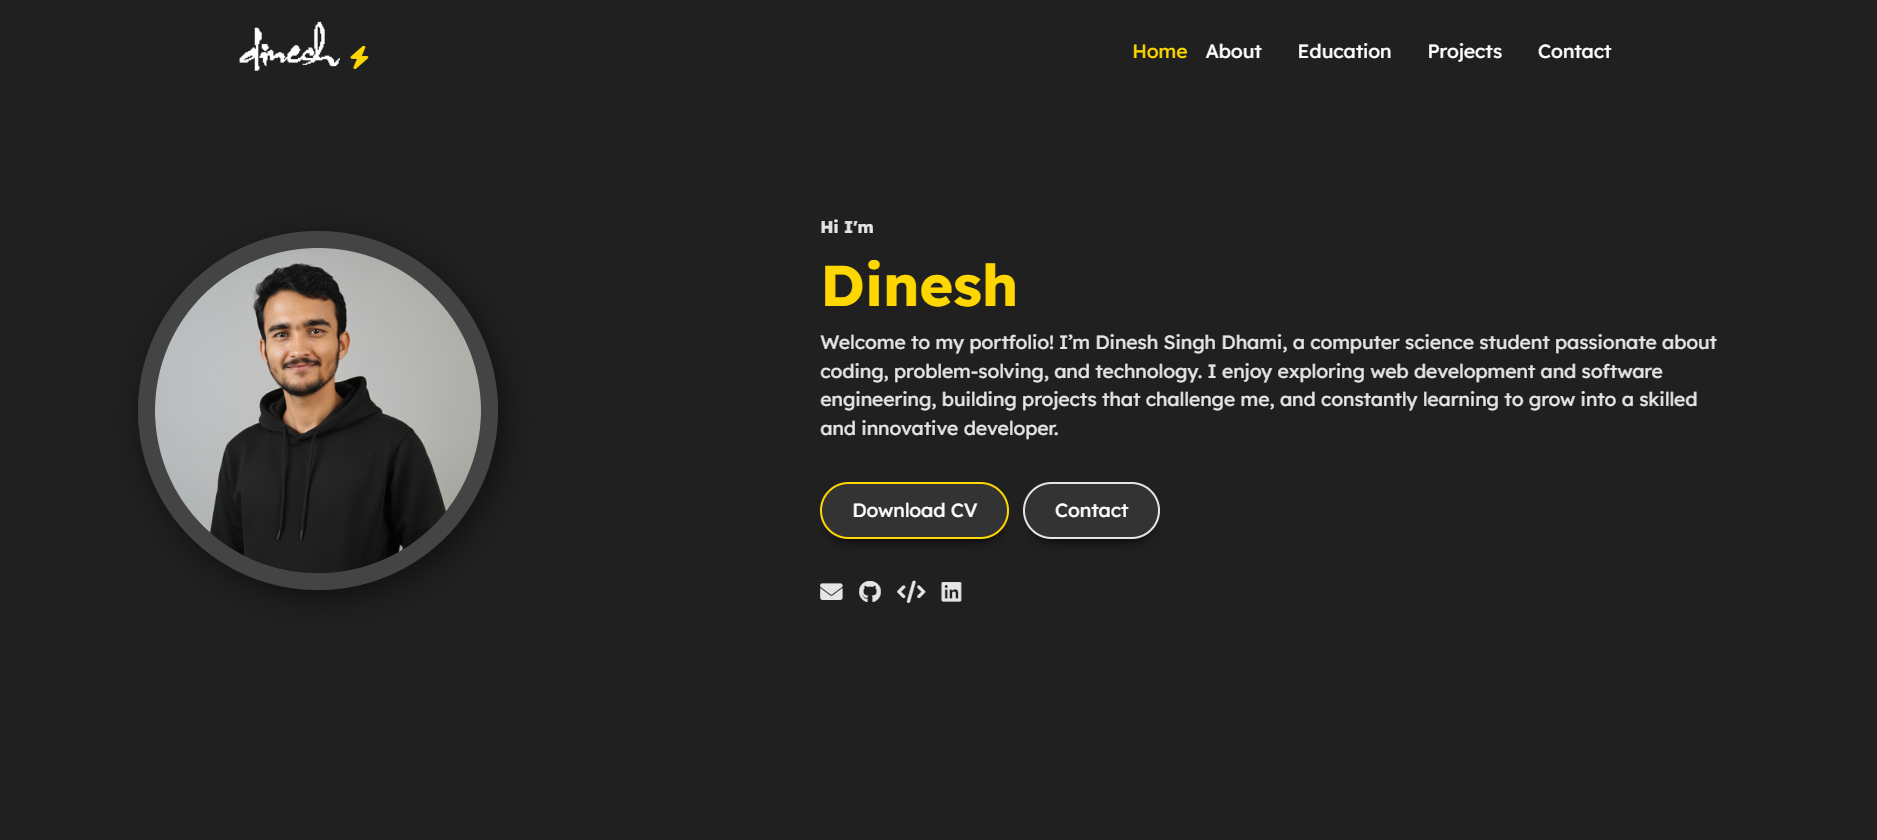 dinesh
Home About Education Projects Contact
Hi I'm
Dinesh
Welcome to my portfolio! I’m Dinesh Singh Dhami, a computer science student passionate about
coding, problem-solving, and technology. I enjoy exploring web development and software
engineering, building projects that challenge me, and constantly learning to grow into a skilled
and innovative developer.
Download CV Contact